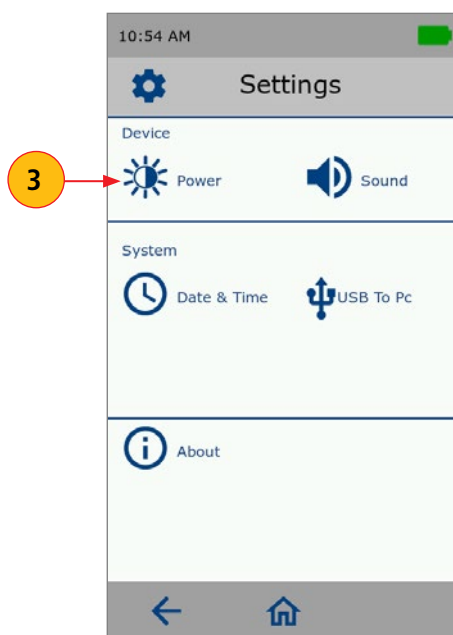 10:54 AM
Settings
Device
3
Power
Sound
System
Date & Time
USB To Pc
About